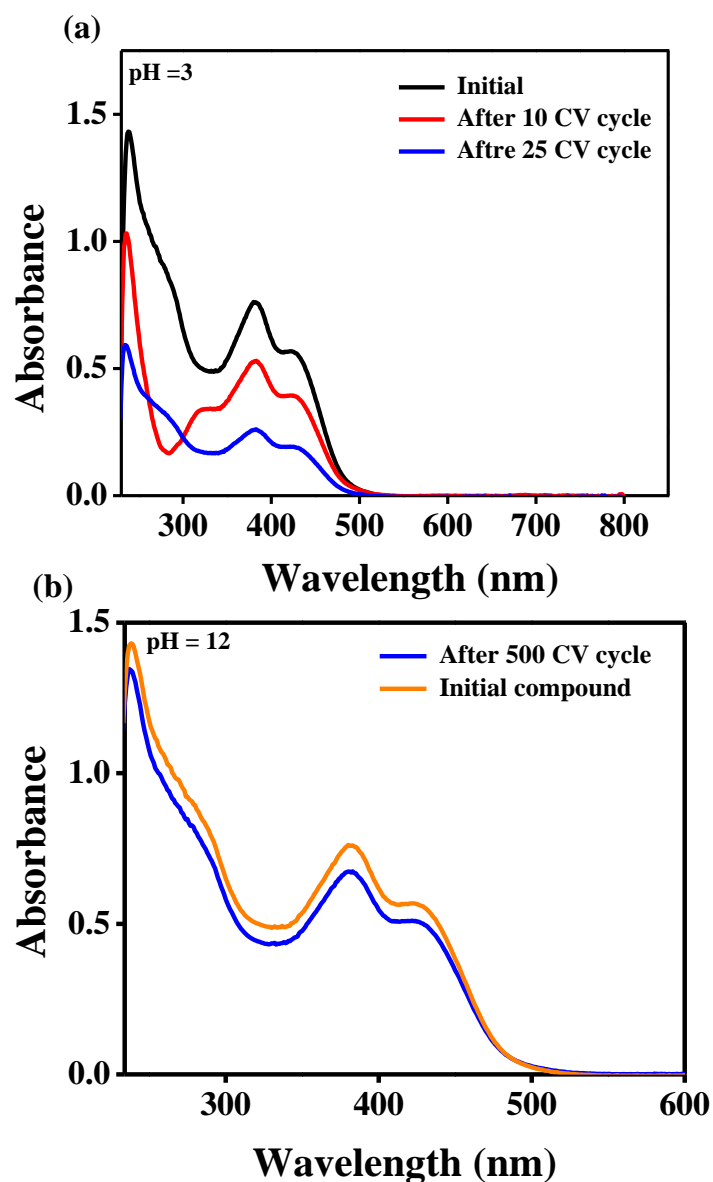 (a)
pH =3
Initial
After 10 CV cycle
Aftre 25 CV cycle
1.5
1.0
0.5
0.0
Absorbance
300 400 500 600 700 800
Wavelength (nm)
(b)
pH = 12
After 500 CV cycle
Initial compound
1.5
1.0
0.5
0.0
Absorbance
300 400 500 600
Wavelength (nm)